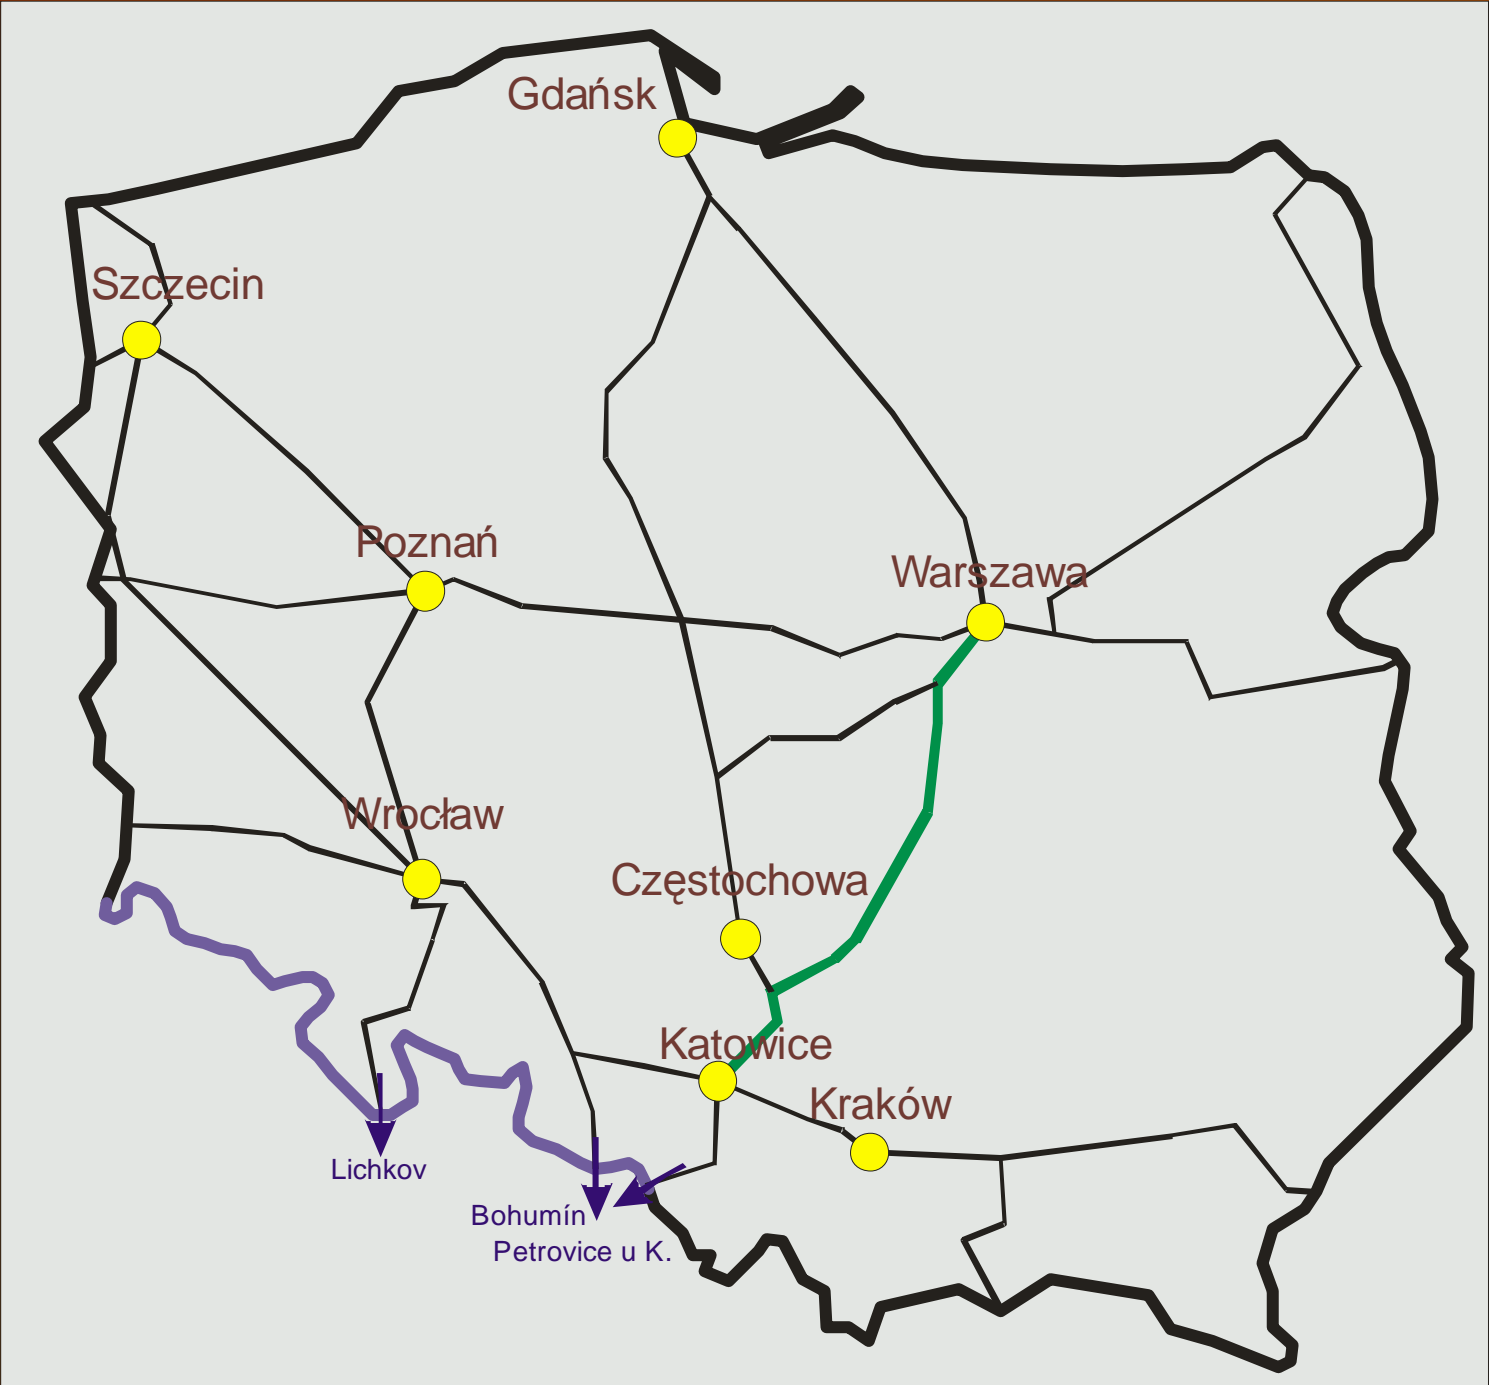 Gdańsk
Szczecin
Poznań
Warszawa
Wrocław
Częstochowa
Katowice
Kraków
Lichkov
Bohumín
Petrovice u K.